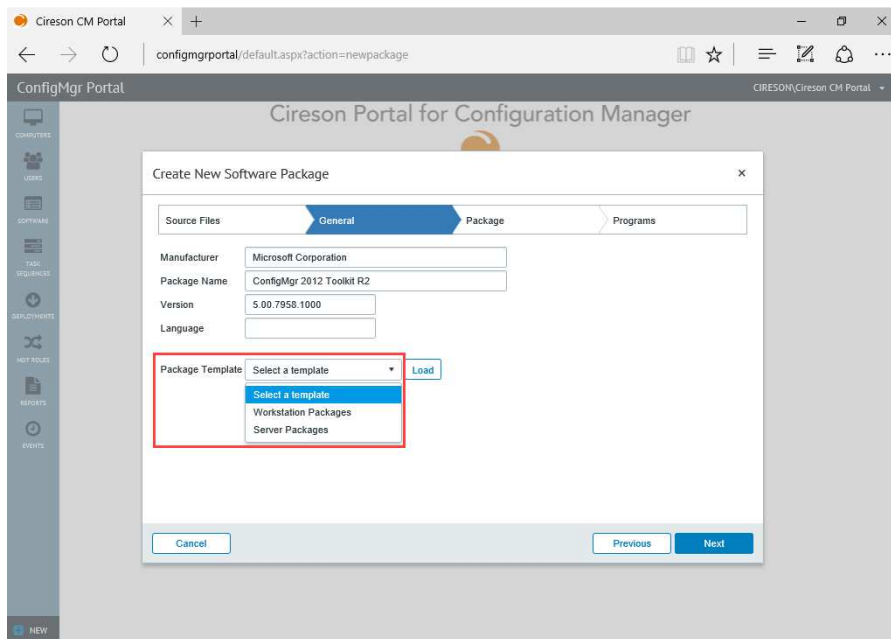 Cireson CM Portal
configmgrportal/default.aspx?action=newpackage
ConfigMgr Portal
CIRESON\Cireson CM Portal
Cireson Portal for Configuration Manager
COMPUTERS
USERS
SOFTWARE
TASK
SEQUENCES
DEPLOYMENTS
MDT ROLES
REPORTS
EVENTS
NEW
Create New Software Package
Source Files General Package Programs
Manufacturer Microsoft Corporation
Package Name ConfigMgr 2012 Toolkit R2
Version 5.00.7958.1000
Language
Package Template Select a template Load
Select a template
Workstation Packages
Server Packages
Cancel Previous Next